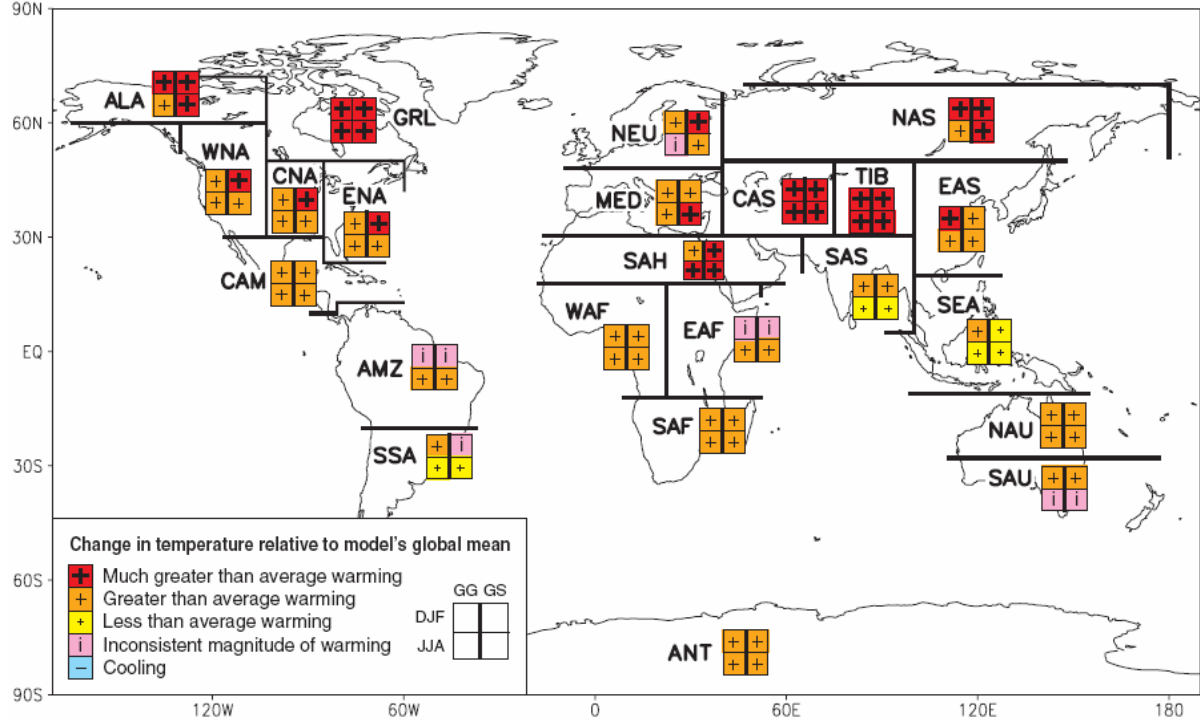 90N
60N
30N
EQ
30S
60S
90S
ALA
GRL
NEU
NAS
WNA
CNA
ENA
MED
CAS
TIB
EAS
CAM
SAH
SAS
WAF
EAF
SEA
AMZ
SAF
NAU
SSA
SAU
ANT
Change in temperature relative to model's global mean
+ Much greater than average warming
+ Greater than average warming
+ Less than average warming
i Inconsistent magnitude of warming
– Cooling
GG GS
DJF
JJA
120W 60W 0 60E 120E 180